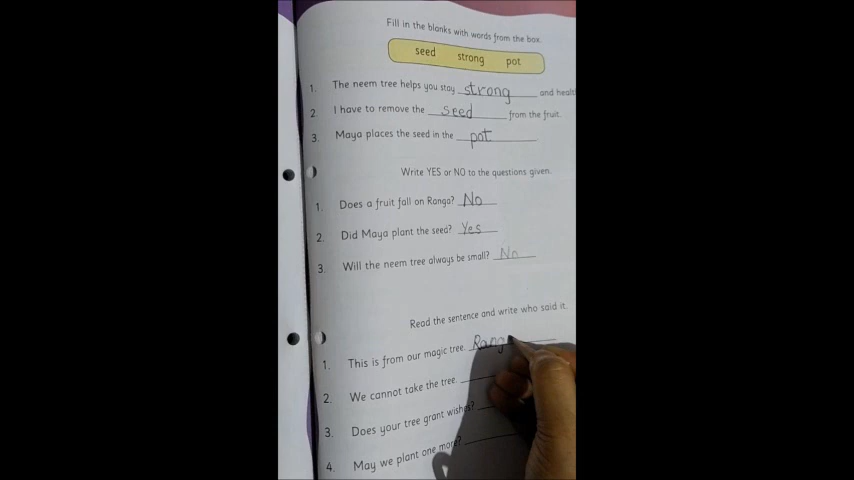 Fill in the blanks with words from the box.
seed strong pot
1. The neem tree helps you stay strong and healt
2. I have to remove the seed from the fruit.
3. Maya places the seed in the pot
Write YES or NO to the questions given.
1. Does a fruit fall on Ranga? No
2. Did Maya plant the seed? Yes
3. Will the neem tree always be small? No
Read the sentence and write who said it.
1. This is from our magic tree. Rang
2. We cannot take the tree.
3. Does your tree grant wishes?
4. May we plant one more?